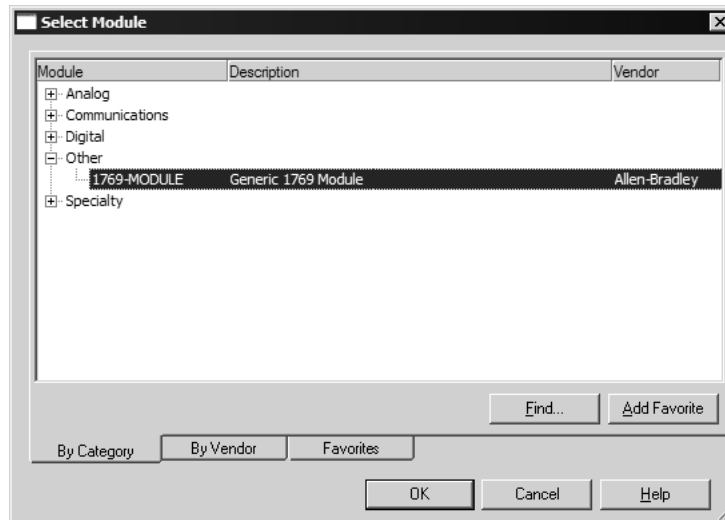 Select Module
Module Description Vendor
Analog
Communications
Digital
Other
1769-MODULE Generic 1769 Module Allen-Bradley
Specialty
Find... Add Favorite
By Category By Vendor Favorites
OK Cancel Help